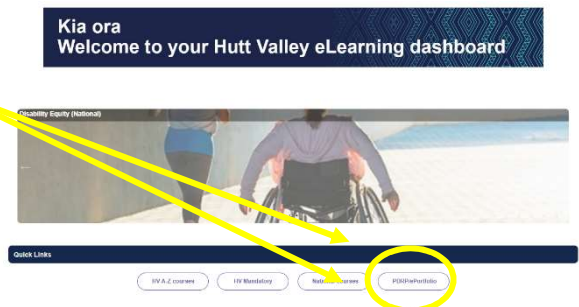 Kia ora
Welcome to your Hutt Valley eLearning dashboard
Disability Equity (National)
Quick Links
HV A-Z courses
HV Mandatory
National courses
PDRP/ePortfolio